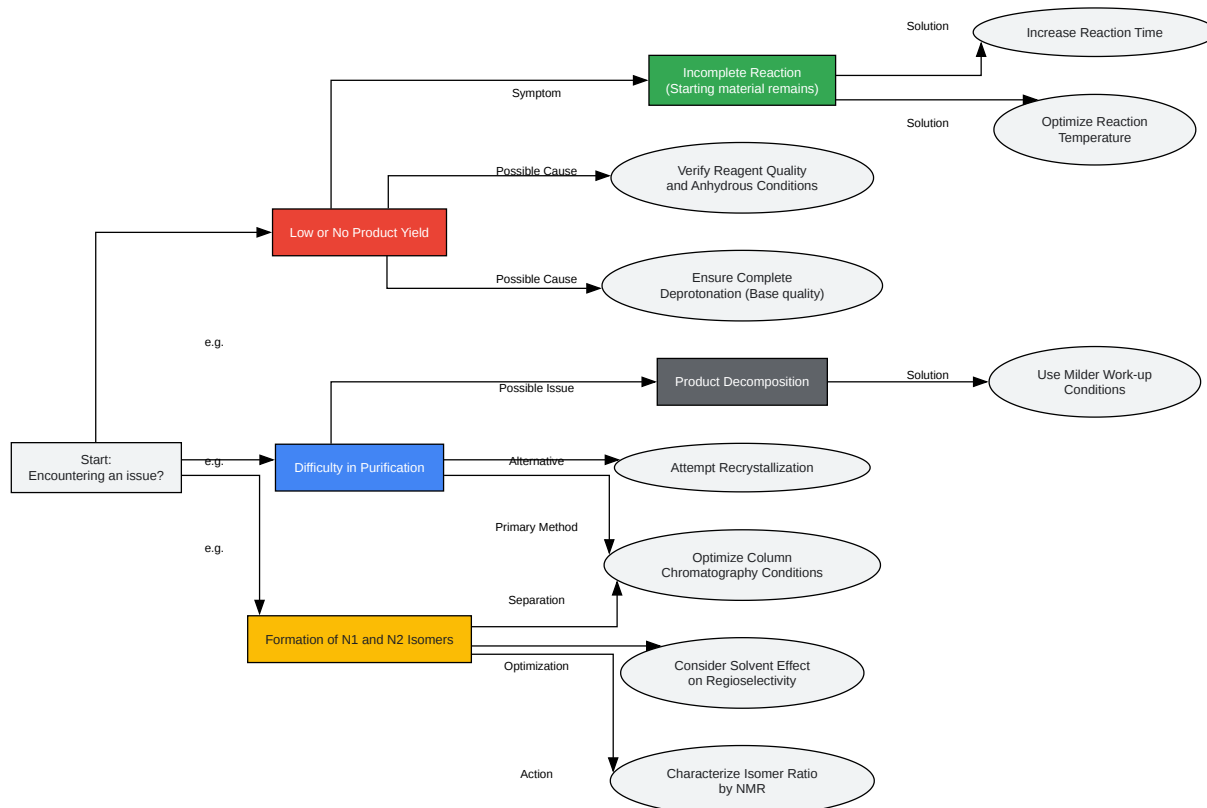 Solution
Increase Reaction Time
Incomplete Reaction
(Starting material remains)
Symptom
Solution
Optimize Reaction
Temperature
Possible Cause
Verify Reagent Quality
and Anhydrous Conditions
Low or No Product Yield
Possible Cause
Ensure Complete
Deprotonation (Base quality)
e.g.
Possible Issue
Product Decomposition
Solution
Use Milder Work-up
Conditions
Start:
Encountering an issue?
e.g.
Difficulty in Purification
Alternative
Attempt Recrystallization
Primary Method
e.g.
Optimize Column
Chromatography Conditions
Separation
Formation of N1 and N2 Isomers
Optimization
Consider Solvent Effect
on Regioselectivity
Action
Characterize Isomer Ratio
by NMR